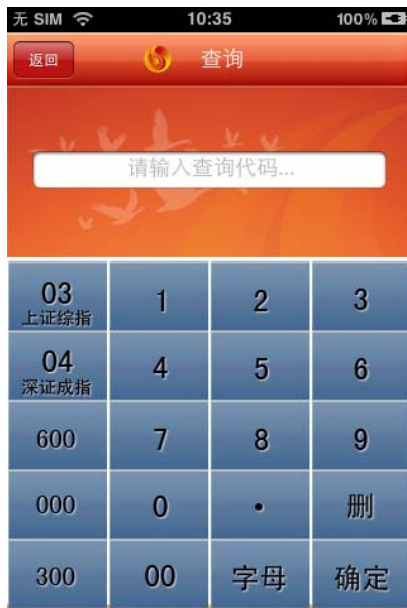 无 SIM 10:35 100%
返回 查询
请输入查询代码...
03 1 2 3
上证综指
04 4 5 6
深证成指
600 7 8 9
000 0 • 删
300 00 字母 确定